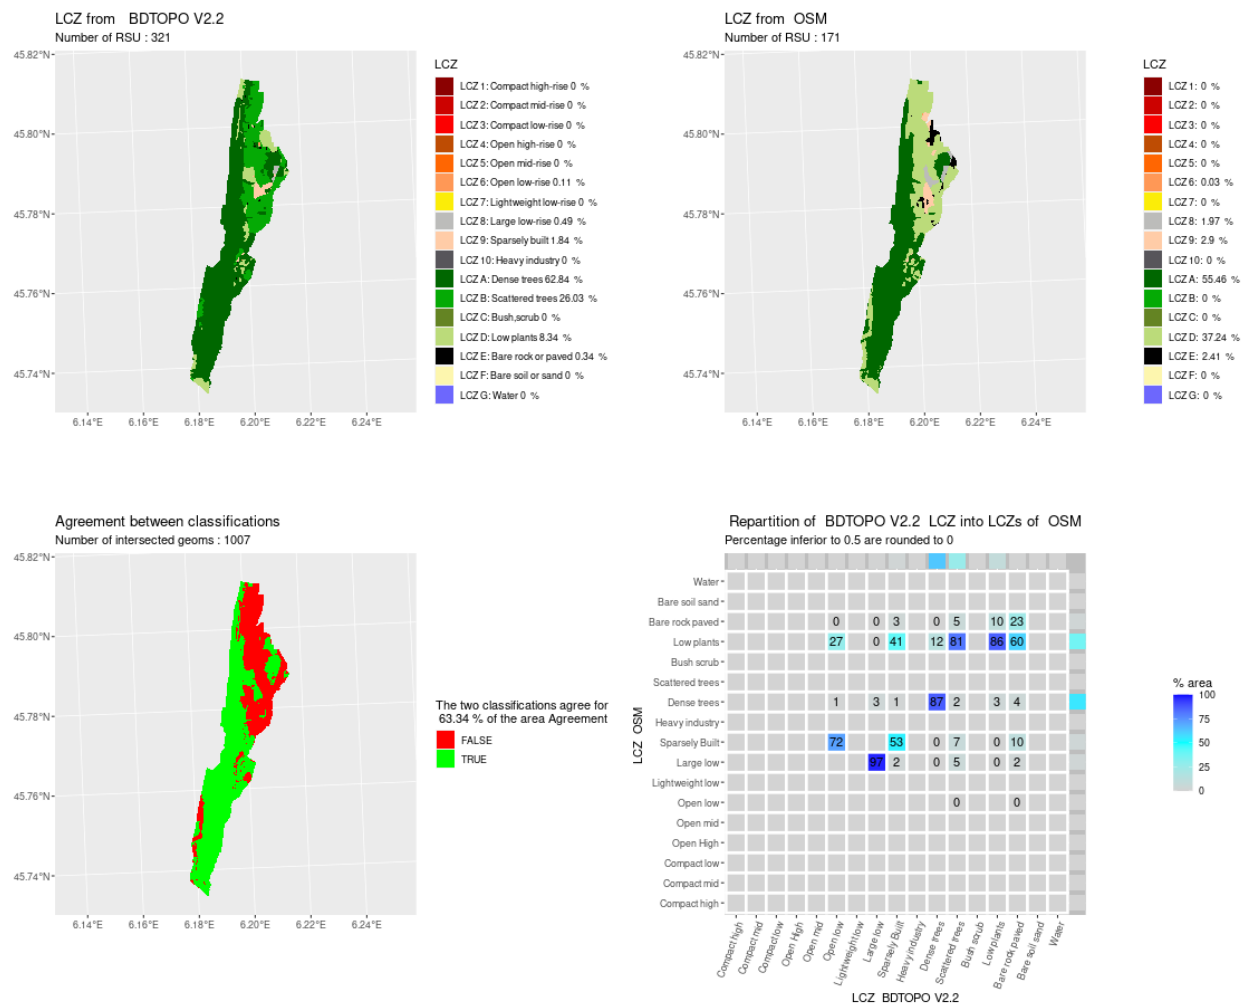 LCZ from BDTOPO V2.2
Number of RSU : 321
45.82°N
45.80°N
45.78°N
45.76°N
45.74°N
6.14°E 6.16°E 6.18°E 6.20°E 6.22°E 6.24°E
LCZ
LCZ 1: Compact high-rise 0 %
LCZ 2: Compact mid-rise 0 %
LCZ 3: Compact low-rise 0 %
LCZ 4: Open high-rise 0 %
LCZ 5: Open mid-rise 0 %
LCZ 6: Open low-rise 0.11 %
LCZ 7: Lightweight low-rise 0 %
LCZ 8: Large low-rise 0.49 %
LCZ 9: Sparsely built 1.84 %
LCZ 10: Heavy industry 0 %
LCZ A: Dense trees 62.84 %
LCZ B: Scattered trees 26.03 %
LCZ C: Bush,scrub 0 %
LCZ D: Low plants 8.34 %
LCZ E: Bare rock or paved 0.34 %
LCZ F: Bare soil or sand 0 %
LCZ G: Water 0 %
LCZ from OSM
Number of RSU : 171
45.82°N
45.80°N
45.78°N
45.76°N
45.74°N
6.14°E 6.16°E 6.18°E 6.20°E 6.22°E 6.24°E
LCZ
LCZ 1: 0 %
LCZ 2: 0 %
LCZ 3: 0 %
LCZ 4: 0 %
LCZ 5: 0 %
LCZ 6: 0.03 %
LCZ 7: 0 %
LCZ 8: 1.97 %
LCZ 9: 2.9 %
LCZ 10: 0 %
LCZ A: 55.46 %
LCZ B: 0 %
LCZ C: 0 %
LCZ D: 37.24 %
LCZ E: 2.41 %
LCZ F: 0 %
LCZ G: 0 %
Agreement between classifications
Number of intersected geoms : 1007
45.82°N
45.80°N
45.78°N
45.76°N
45.74°N
6.14°E 6.16°E 6.18°E 6.20°E 6.22°E 6.24°E
The two classifications agree for
63.34 % of the area Agreement
FALSE
TRUE
Repartition of BDTOPO V2.2 LCZ into LCZs of OSM
Percentage inferior to 0.5 are rounded to 0
LCZ OSM
Water
Bare soil sand
Bare rock paved 0 0 3 0 5 10 23
Low plants 27 0 41 12 81 86 60
Bush scrub
Scattered trees
Dense trees 1 3 1 87 2 3 4
Heavy industry
Sparsely Built 72 53 0 7 0 10
Large low 97 2 0 5 0 2
Lightweight low
Open low 0 0
Open mid
Open High
Compact low
Compact mid
Compact high
Compact high
Compact mid
Compact low
Open High
Open mid
Open low
Lightweight low
Large low
Sparsely Built
Heavy industry
Dense trees
Scattered trees
Bush scrub
Low plants
Bare rock paved
Bare soil sand
Water
LCZ BDTOPO V2.2
% area
100
75
50
25
0